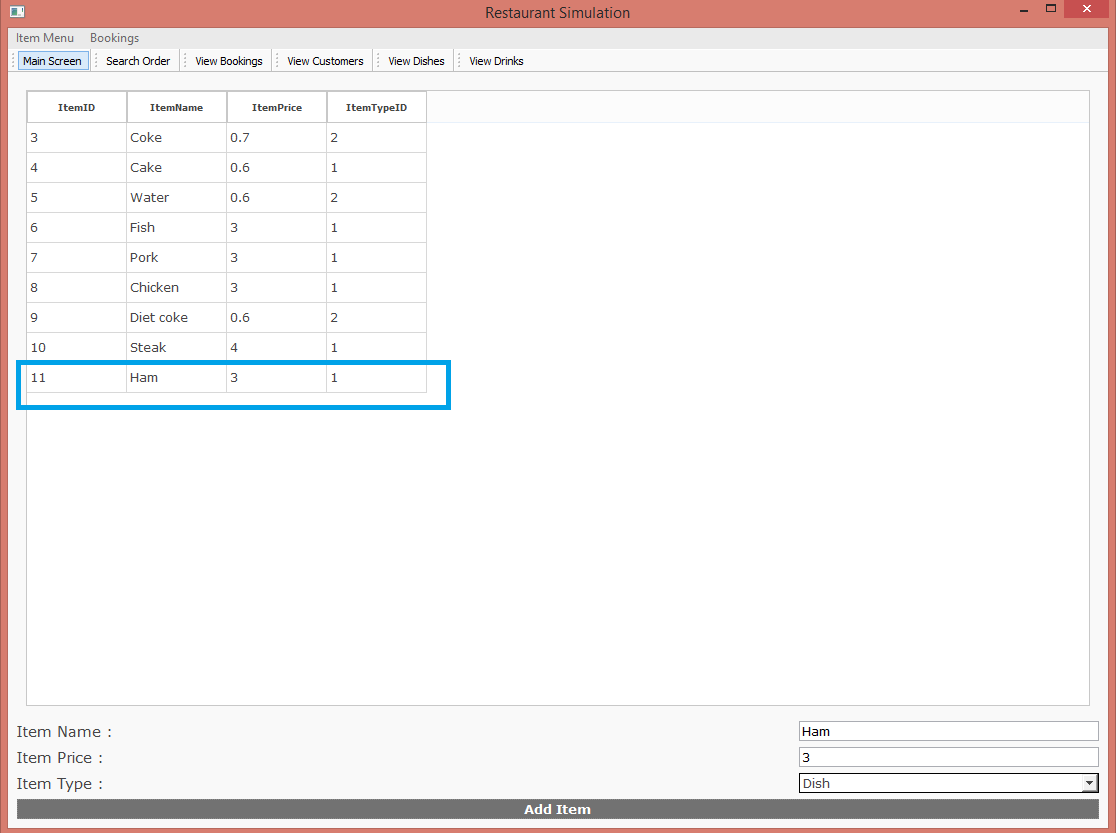 Restaurant Simulation
Item Menu Bookings
Main Screen Search Order View Bookings View Customers View Dishes View Drinks
ItemID ItemName ItemPrice ItemTypeID
3 Coke 0.7 2
4 Cake 0.6 1
5 Water 0.6 2
6 Fish 3 1
7 Pork 3 1
8 Chicken 3 1
9 Diet coke 0.6 2
10 Steak 4 1
11 Ham 3 1
Item Name : Ham
Item Price : 3
Item Type : Dish
Add Item